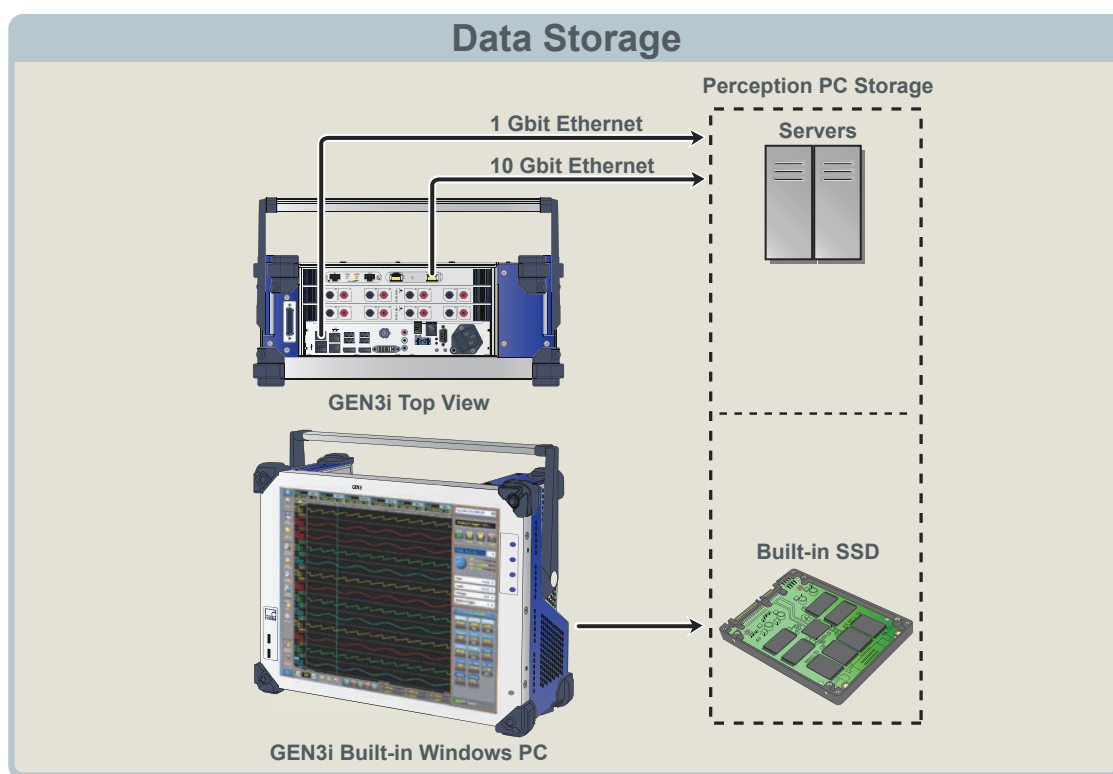 Data Storage
Perception PC Storage
1 Gbit Ethernet
Servers
10 Gbit Ethernet
GEN3i Top View
GEN3i
Built-in SSD
GEN3i Built-in Windows PC